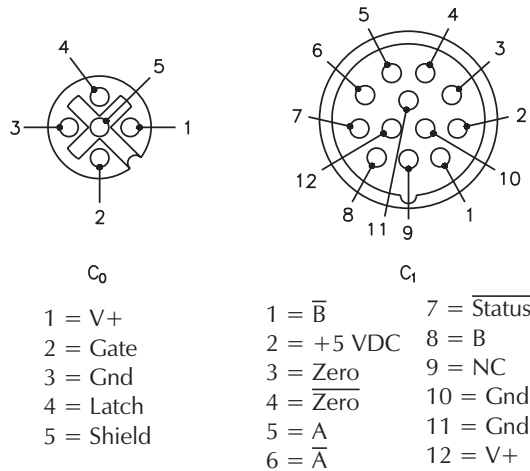 4
5
3
1
2
5
4
6
3
7
2
12
10
8
11
9
1
C₀
C₁
1 = V+
2 = Gate
3 = Gnd
4 = Latch
5 = Shield
1 = B̅
2 = +5 VDC
3 = Zero
4 = Z̅e̅r̅o̅
5 = A
6 = A̅
7 = S̅t̅a̅t̅u̅s̅
8 = B
9 = NC
10 = Gnd
11 = Gnd
12 = V+